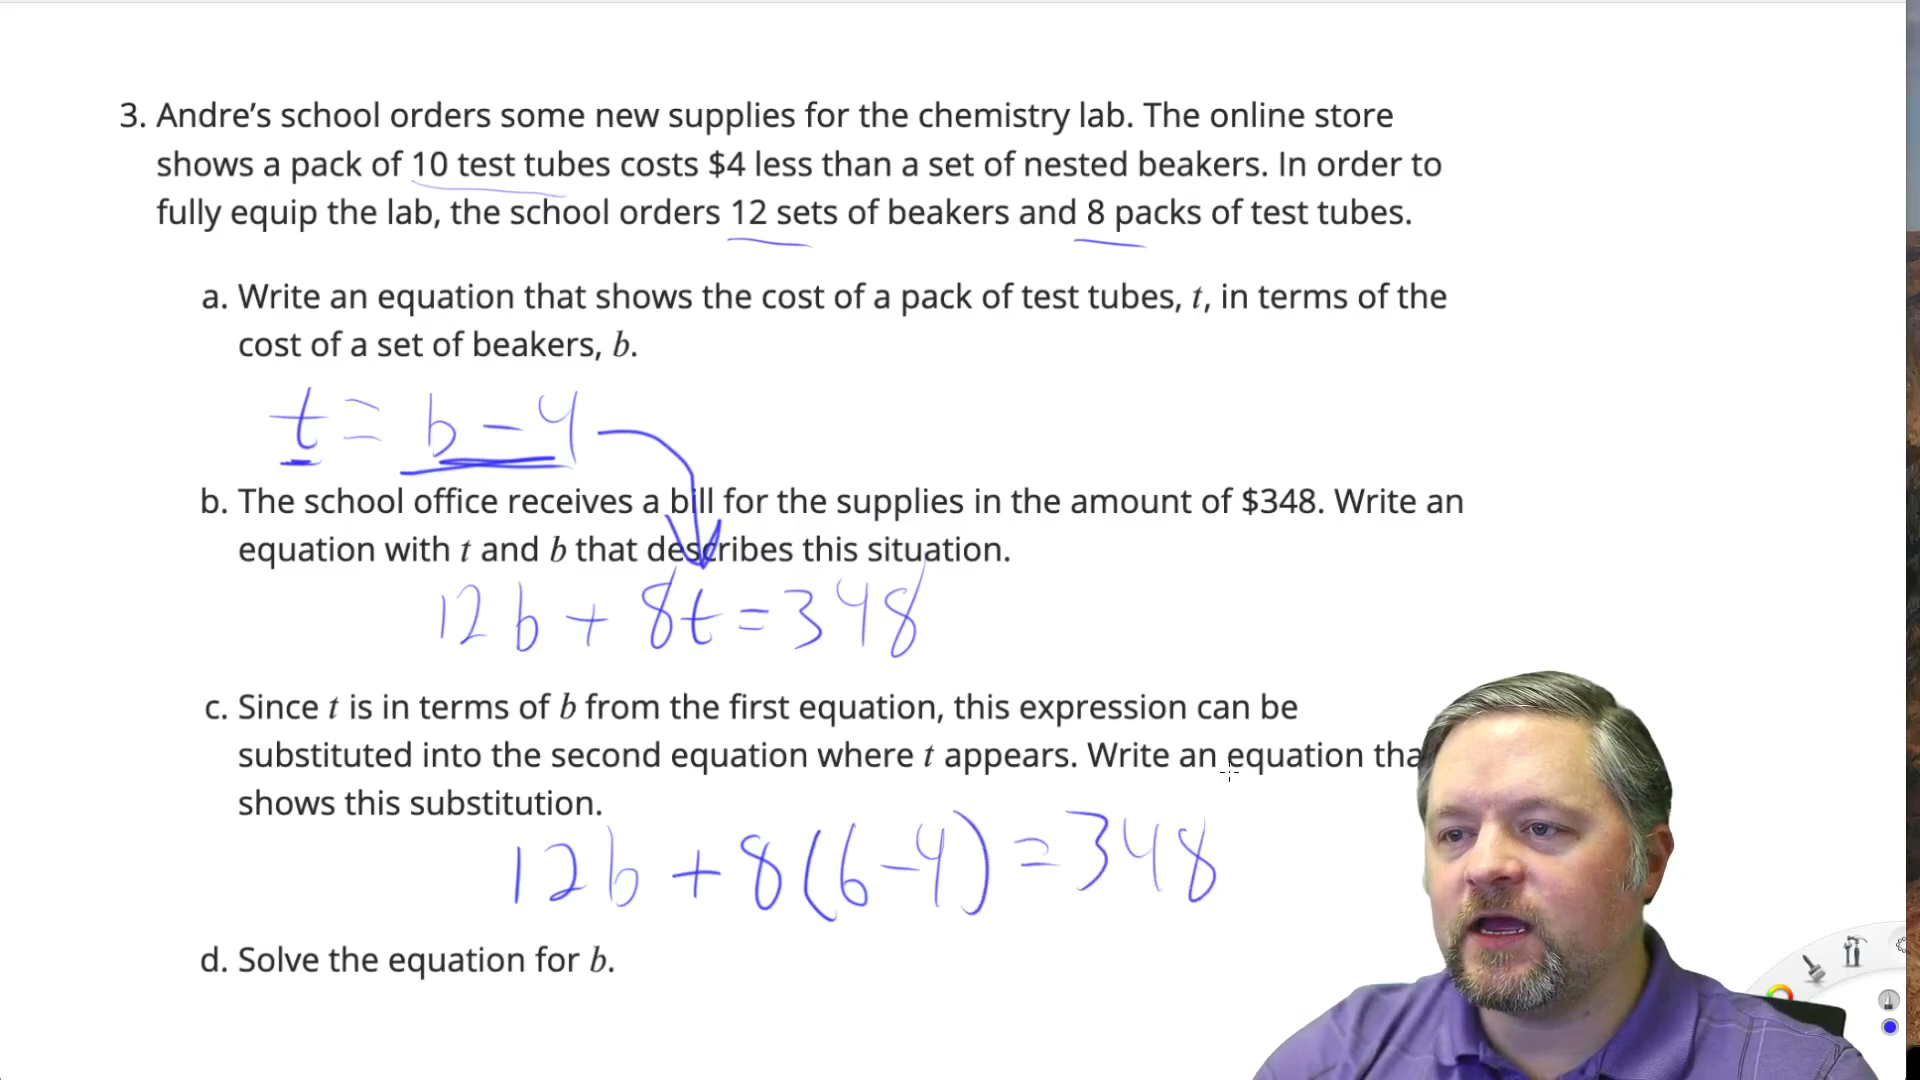 3. Andre's school orders some new supplies for the chemistry lab. The online store
shows a pack of 10 test tubes costs $4 less than a set of nested beakers. In order to
fully equip the lab, the school orders 12 sets of beakers and 8 packs of test tubes.
a. Write an equation that shows the cost of a pack of test tubes, t, in terms of the
cost of a set of beakers, b.
t = b - 4
b. The school office receives a bill for the supplies in the amount of $348. Write an
equation with t and b that describes this situation.
12b + 8t = 348
c. Since t is in terms of b from the first equation, this expression can be
substituted into the second equation where t appears. Write an equation tha
shows this substitution.
12b + 8(b-4) = 348
d. Solve the equation for b.